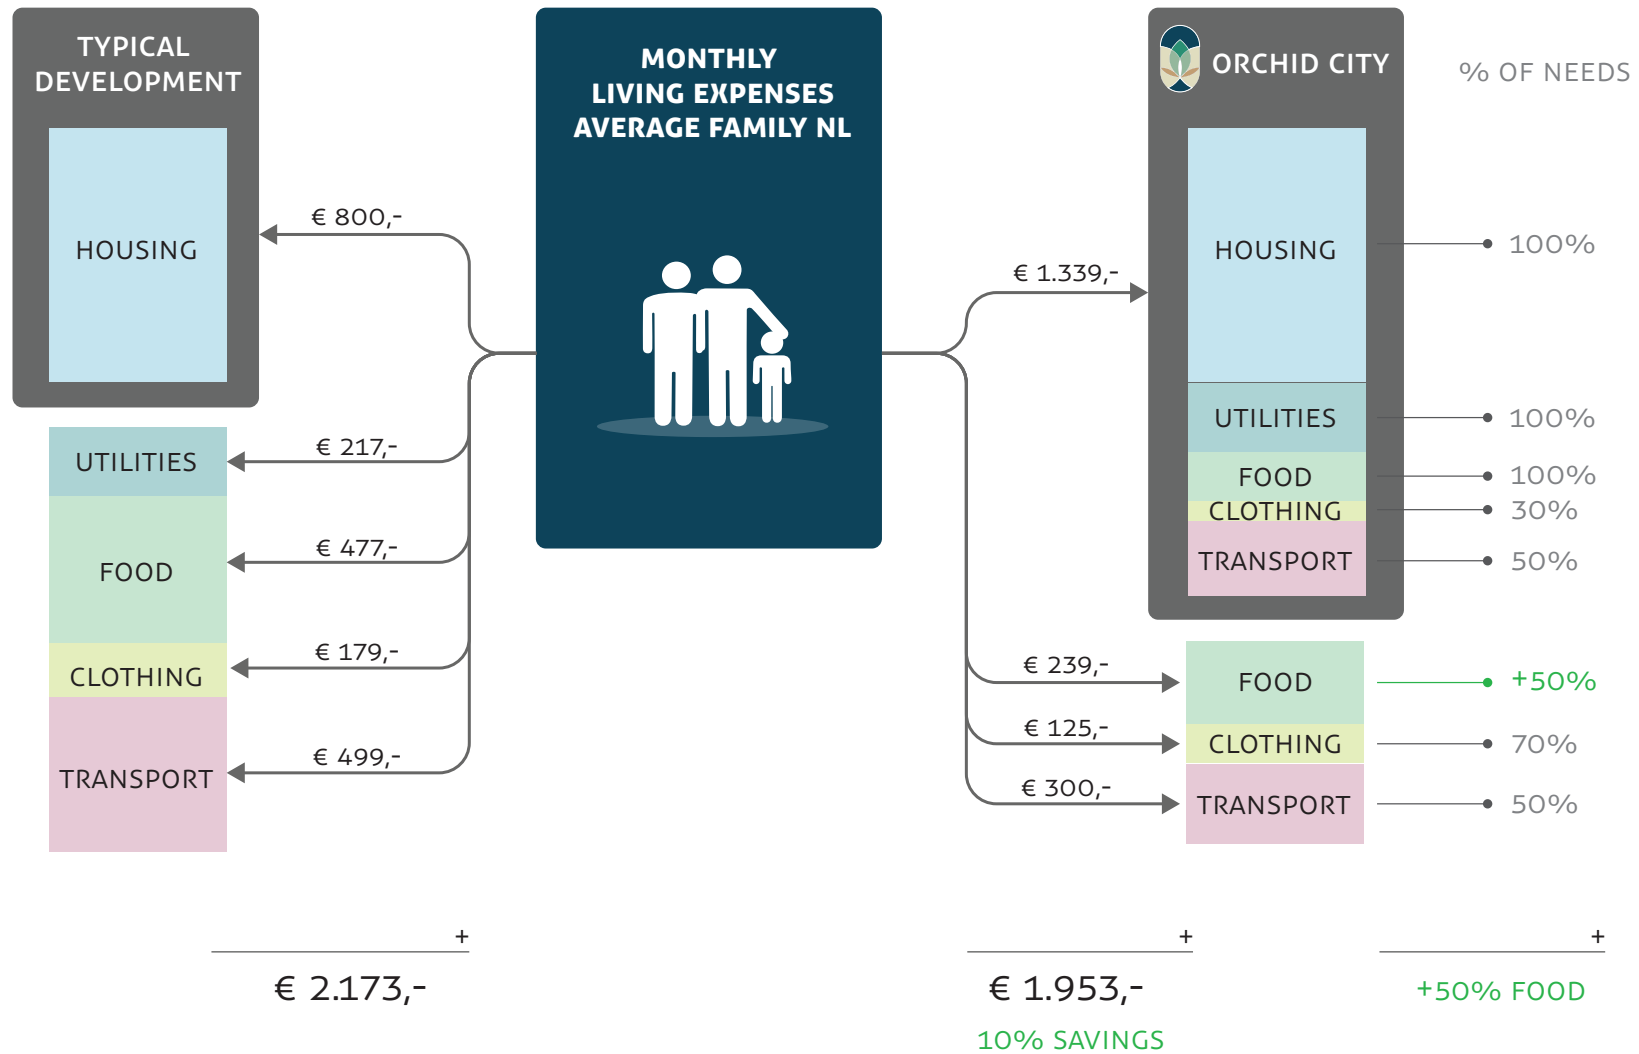 TYPICAL
DEVELOPMENT
HOUSING
€ 800,-
UTILITIES
€ 217,-
FOOD
€ 477,-
CLOTHING
€ 179,-
TRANSPORT
€ 499,-
+
€ 2.173,-
MONTHLY
LIVING EXPENSES
AVERAGE FAMILY NL
ORCHID CITY
% OF NEEDS
€ 1.339,-
HOUSING
100%
UTILITIES
100%
FOOD
100%
CLOTHING
30%
TRANSPORT
50%
€ 239,-
FOOD
+50%
€ 125,-
CLOTHING
70%
€ 300,-
TRANSPORT
50%
+
€ 1.953,-
10% SAVINGS
+
+50% FOOD